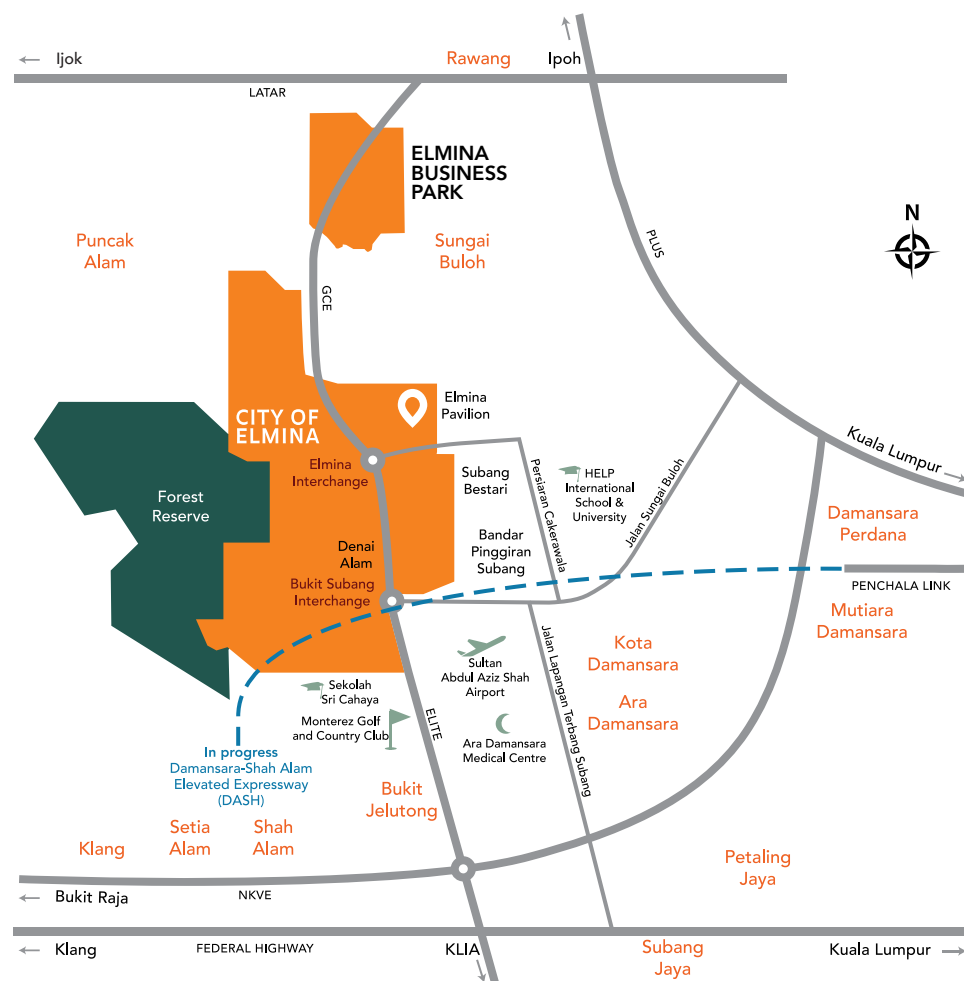 Ijok
Rawang
Ipoh
LATAR
ELMINA
BUSINESS
PARK
N
Puncak
Alam
Sungai
Buloh
PLUS
GCE
CITY OF
ELMINA
Elmina
Pavilion
Kuala Lumpur
Elmina
Interchange
Subang
Bestari
Persiaran Cakerawala
HELP
International
School &
University
Jalan Sungai Buloh
Forest
Reserve
Damansara
Perdana
Denai
Alam
Bandar
Pinggiran
Subang
Bukit Subang
Interchange
PENCHALA LINK
Mutiara
Damansara
Kota
Damansara
Sultan
Abdul Aziz Shah
Airport
Jalan Lapangan Terbang Subang
Sekolah
Sri Cahaya
ELITE
Ara
Damansara
Monterez Golf
and Country Club
Ara Damansara
Medical Centre
In progress
Damansara-Shah Alam
Elevated Expressway
(DASH)
Bukit
Jelutong
Klang
Setia
Alam
Shah
Alam
Petaling
Jaya
Bukit Raja
NKVE
Klang
FEDERAL HIGHWAY
KLIA
Subang
Jaya
Kuala Lumpur